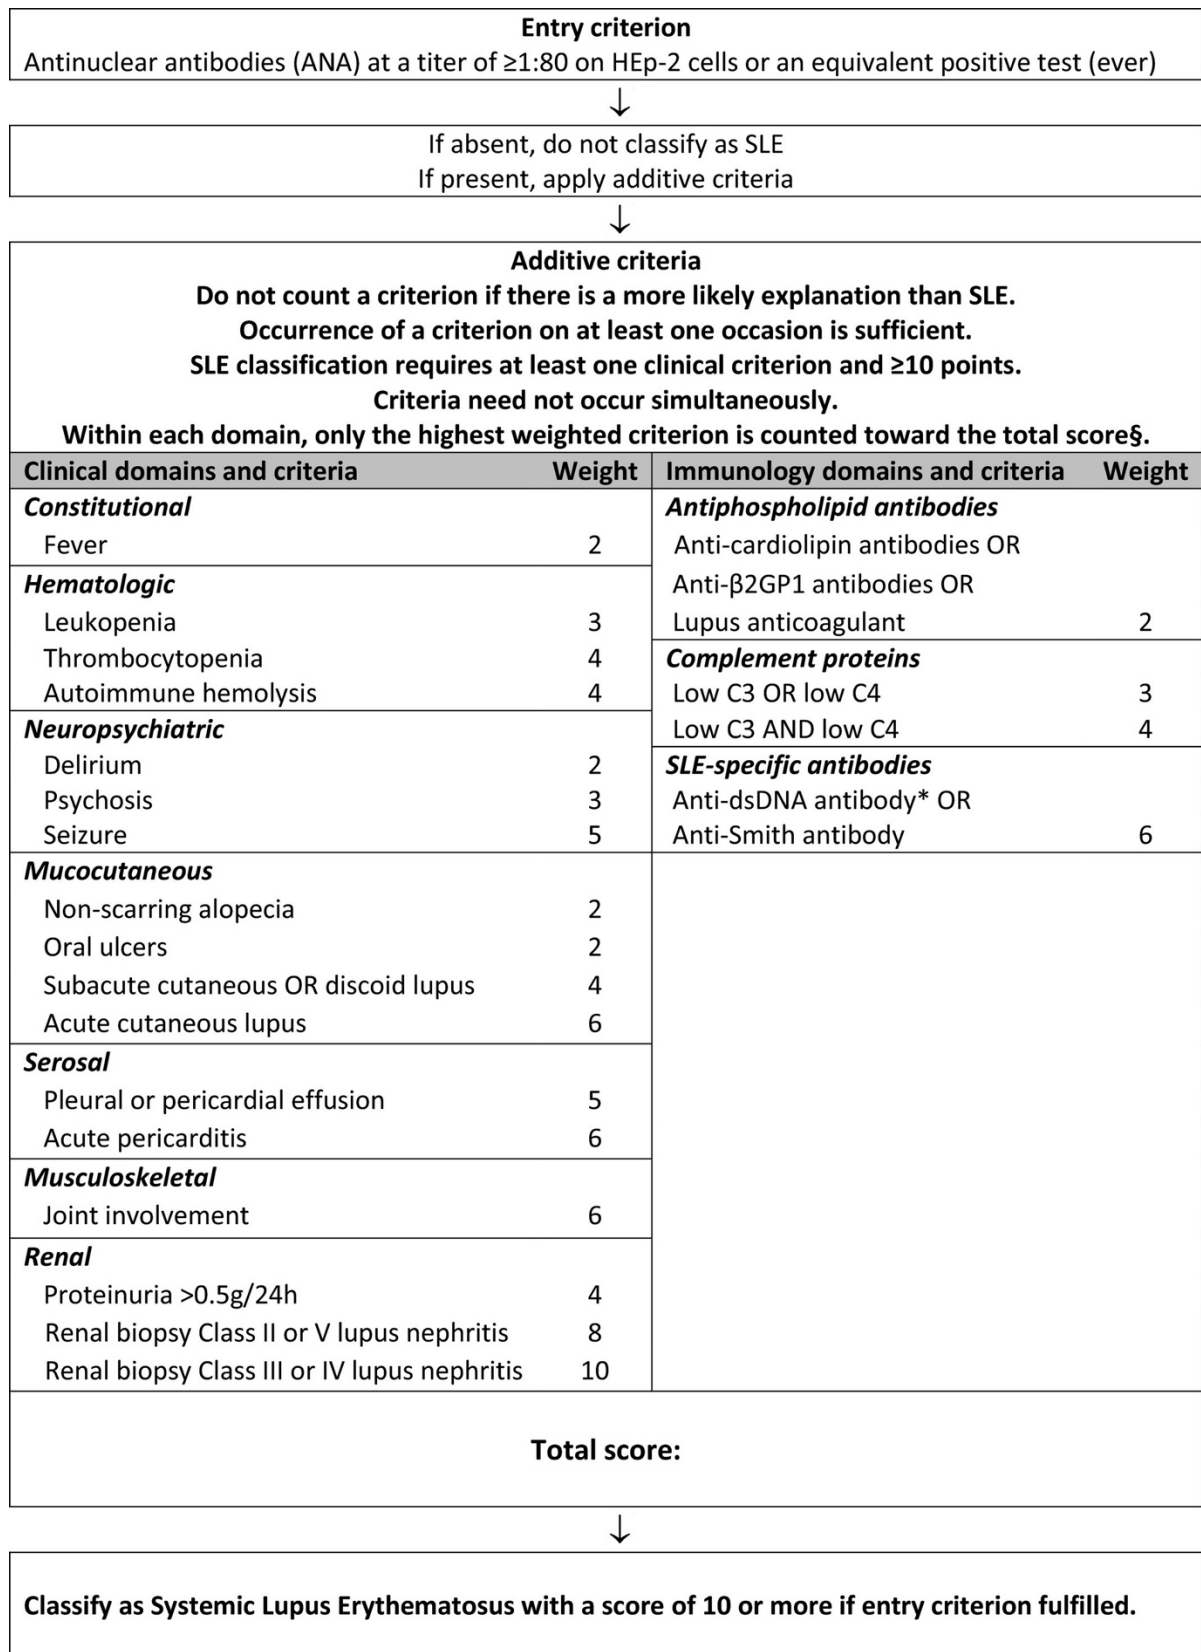 Entry criterion
Antinuclear antibodies (ANA) at a titer of ≥1:80 on HEp-2 cells or an equivalent positive test (ever)
↓
If absent, do not classify as SLE
If present, apply additive criteria
↓
Additive criteria
Do not count a criterion if there is a more likely explanation than SLE.
Occurrence of a criterion on at least one occasion is sufficient.
SLE classification requires at least one clinical criterion and ≥10 points.
Criteria need not occur simultaneously.
Within each domain, only the highest weighted criterion is counted toward the total score§.
Clinical domains and criteria Weight
Constitutional
Fever 2
Hematologic
Leukopenia 3
Thrombocytopenia 4
Autoimmune hemolysis 4
Neuropsychiatric
Delirium 2
Psychosis 3
Seizure 5
Mucocutaneous
Non-scarring alopecia 2
Oral ulcers 2
Subacute cutaneous OR discoid lupus 4
Acute cutaneous lupus 6
Serosal
Pleural or pericardial effusion 5
Acute pericarditis 6
Musculoskeletal
Joint involvement 6
Renal
Proteinuria >0.5g/24h 4
Renal biopsy Class II or V lupus nephritis 8
Renal biopsy Class III or IV lupus nephritis 10
Immunology domains and criteria Weight
Antiphospholipid antibodies
Anti-cardiolipin antibodies OR
Anti-β2GP1 antibodies OR
Lupus anticoagulant 2
Complement proteins
Low C3 OR low C4 3
Low C3 AND low C4 4
SLE-specific antibodies
Anti-dsDNA antibody* OR
Anti-Smith antibody 6
Total score:
↓
Classify as Systemic Lupus Erythematosus with a score of 10 or more if entry criterion fulfilled.